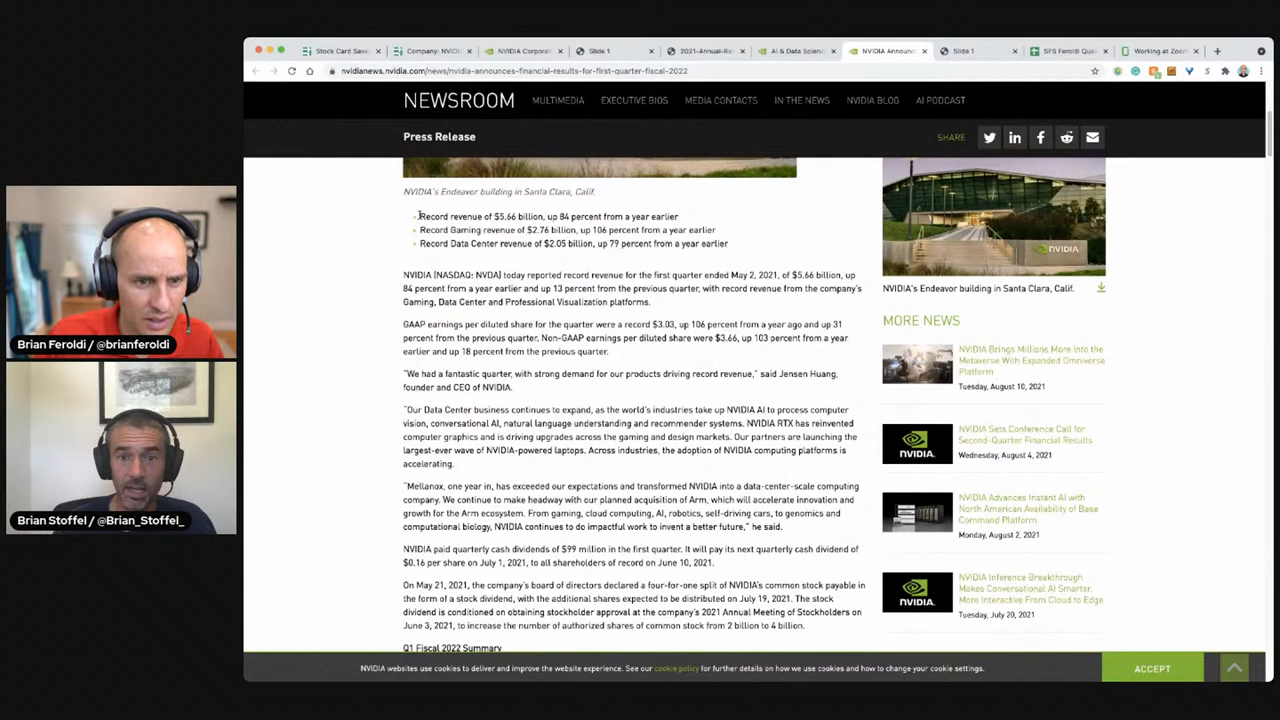 Stock Card Save
Company: NVIDI
NVIDIA Corporat
Slide 1
2021-Annual-Re
AI & Data Scienc
NVIDIA Announc
Slide 1
SFS Feroldi Qual
Working at Zoom
nvidianews.nvidia.com/news/nvidia-announces-financial-results-for-first-quarter-fiscal-2022
NEWSROOM MULTIMEDIA EXECUTIVE BIOS MEDIA CONTACTS IN THE NEWS NVIDIA BLOG AI PODCAST
Press Release
SHARE
NVIDIA's Endeavor building in Santa Clara, Calif.
Record revenue of $5.66 billion, up 84 percent from a year earlier
Record Gaming revenue of $2.76 billion, up 106 percent from a year earlier
Record Data Center revenue of $2.05 billion, up 79 percent from a year earlier
NVIDIA (NASDAQ: NVDA) today reported record revenue for the first quarter ended May 2, 2021, of $5.66 billion, up
84 percent from a year earlier and up 13 percent from the previous quarter, with record revenue from the company's
Gaming, Data Center and Professional Visualization platforms.
GAAP earnings per diluted share for the quarter were a record $3.03, up 106 percent from a year ago and up 31
percent from the previous quarter. Non-GAAP earnings per diluted share were $3.66, up 103 percent from a year
earlier and up 18 percent from the previous quarter.
"We had a fantastic quarter, with strong demand for our products driving record revenue," said Jensen Huang,
founder and CEO of NVIDIA.
"Our Data Center business continues to expand, as the world's industries take up NVIDIA AI to process computer
vision, conversational AI, natural language understanding and recommender systems. NVIDIA RTX has reinvented
computer graphics and is driving upgrades across the gaming and design markets. Our partners are launching the
largest-ever wave of NVIDIA-powered laptops. Across industries, the adoption of NVIDIA computing platforms is
accelerating.
"Mellanox, one year in, has exceeded our expectations and transformed NVIDIA into a data-center-scale computing
company. We continue to make headway with our planned acquisition of Arm, which will accelerate innovation and
growth for the Arm ecosystem. From gaming, cloud computing, AI, robotics, self-driving cars, to genomics and
computational biology, NVIDIA continues to do impactful work to invent a better future," he said.
NVIDIA paid quarterly cash dividends of $99 million in the first quarter. It will pay its next quarterly cash dividend of
$0.16 per share on July 1, 2021, to all shareholders of record on June 10, 2021.
On May 21, 2021, the company's board of directors declared a four-for-one split of NVIDIA's common stock payable in
the form of a stock dividend, with the additional shares expected to be distributed on July 19, 2021. The stock
dividend is conditioned on obtaining stockholder approval at the company's 2021 Annual Meeting of Stockholders on
June 3, 2021, to increase the number of authorized shares of common stock from 2 billion to 4 billion.
Q1 Fiscal 2022 Summary
NVIDIA
NVIDIA's Endeavor building in Santa Clara, Calif.
MORE NEWS
NVIDIA Brings Millions More into the
Metaverse With Expanded Omniverse
Platform
Tuesday, August 10, 2021
NVIDIA
NVIDIA Sets Conference Call for
Second-Quarter Financial Results
Wednesday, August 4, 2021
NVIDIA Advances Instant AI with
North American Availability of Base
Command Platform
Monday, August 2, 2021
NVIDIA
NVIDIA Inference Breakthrough
Makes Conversational AI Smarter,
More Interactive From Cloud to Edge
Tuesday, July 20, 2021
NVIDIA websites use cookies to deliver and improve the website experience. See our cookie policy for further details on how we use cookies and how to change your cookie settings.
ACCEPT
Brian Feroldi / @brianferoldi
Brian Stoffel / @Brian_Stoffel_